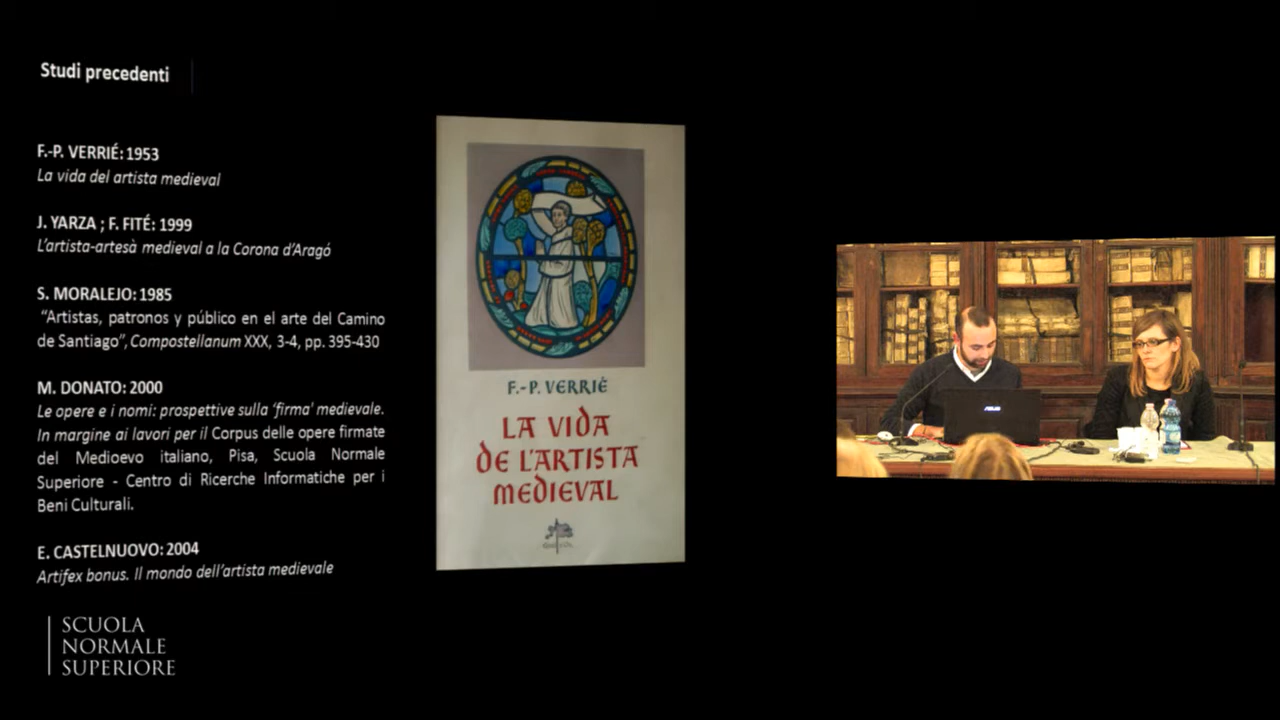 Studi precedenti
F.-P. VERRIÉ: 1953
La vida del artista medieval
J. YARZA ; F. FITÉ: 1999
L'artista-artesà medieval a la Corona d'Aragó
S. MORALEJO: 1985
"Artistas, patronos y público en el arte del Camino
de Santiago", Compostellanum XXX, 3-4, pp. 395-430
M. DONATO: 2000
Le opere e i nomi: prospettive sulla 'firma' medievale.
In margine ai lavori per il Corpus delle opere firmate
del Medioevo italiano, Pisa, Scuola Normale
Superiore - Centro di Ricerche Informatiche per i
Beni Culturali.
E. CASTELNUOVO: 2004
Artifex bonus. Il mondo dell'artista medievale
SCUOLA
NORMALE
SUPERIORE
F.-P. VERRIÉ
LA VIDA
DE L'ARTISTA
MEDIEVAL
ASUS